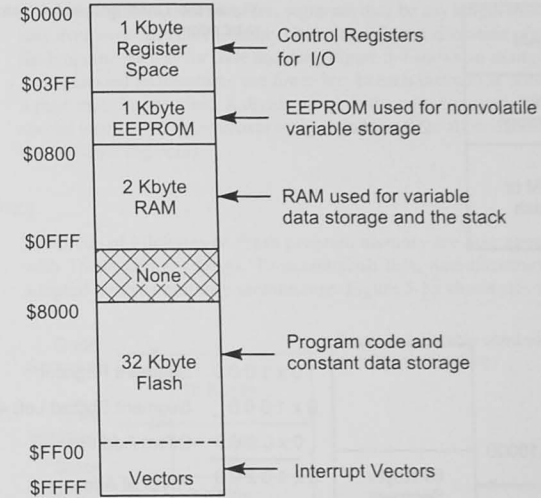 $0000
1 Kbyte
Register
Space
Control Registers
for I/O
$03FF
1 Kbyte
EEPROM
EEPROM used for nonvolatile
variable storage
$0800
2 Kbyte
RAM
RAM used for variable
data storage and the stack
$0FFF
None
$8000
32 Kbyte
Flash
Program code and
constant data storage
$FF00
Vectors
Interrupt Vectors
$FFFF